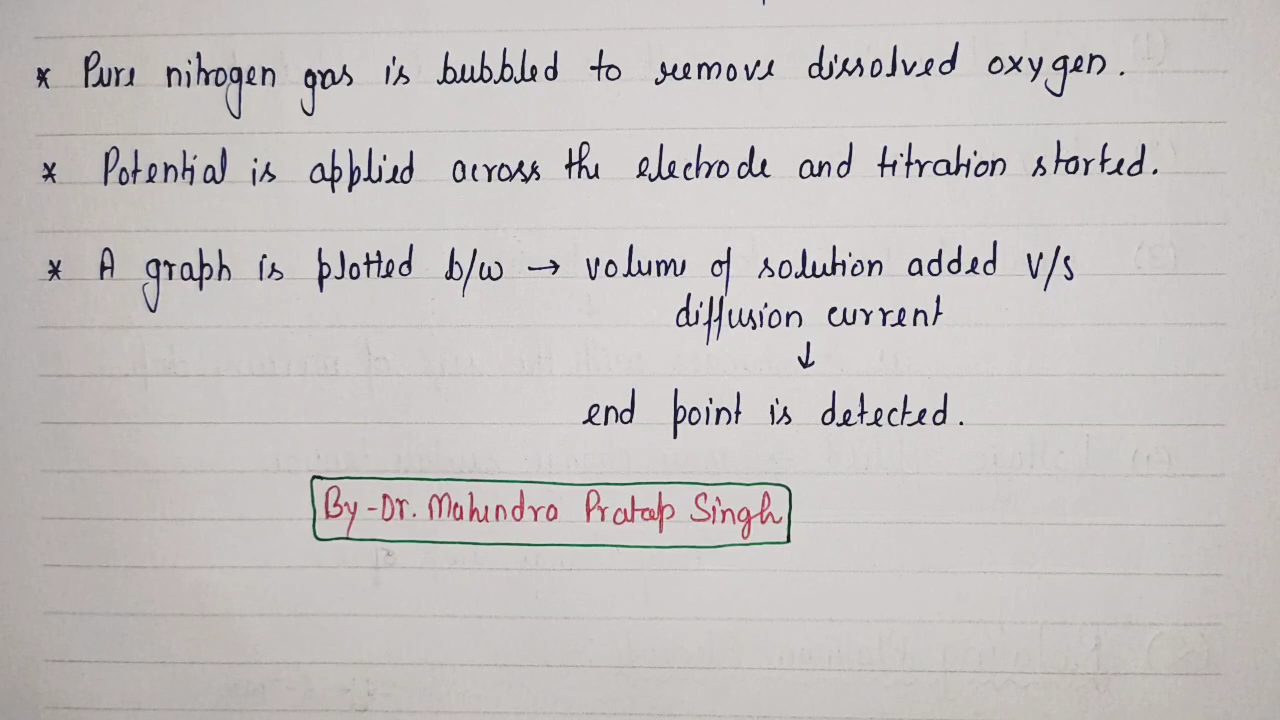 * Pure nitrogen gas is bubbled to remove dissolved oxygen.
* Potential is applied across the electrode and titration started.
* A graph is plotted b/w → volume of solution added v/s
diffusion current
↓
end point is detected.
By-Dr. Mahendra Pratap Singh